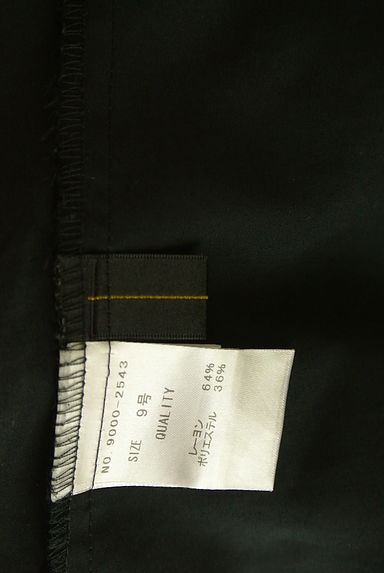 NO. 9000-2543
SIZE 9号
QUALITY
レーヨン 64%
ポリエステル 36%